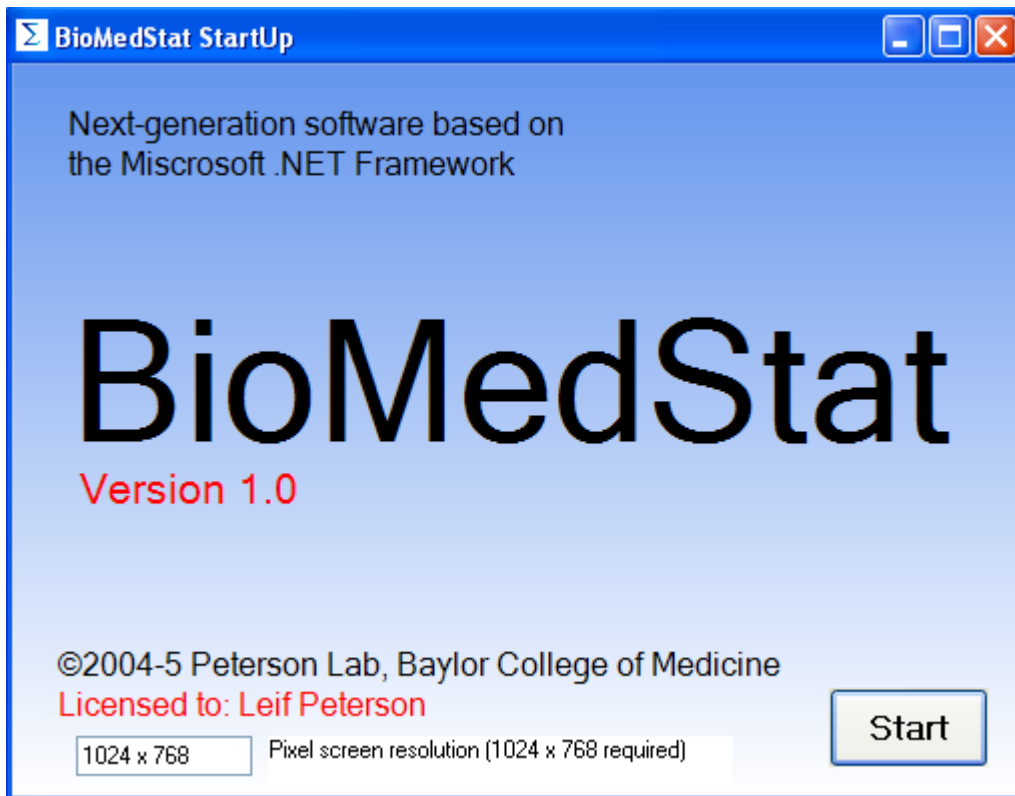 Σ BioMedStat StartUp
Next-generation software based on
the Miscrosoft .NET Framework
BioMedStat
Version 1.0
©2004-5 Peterson Lab, Baylor College of Medicine
Licensed to: Leif Peterson
Start
1024 x 768 Pixel screen resolution (1024 x 768 required)